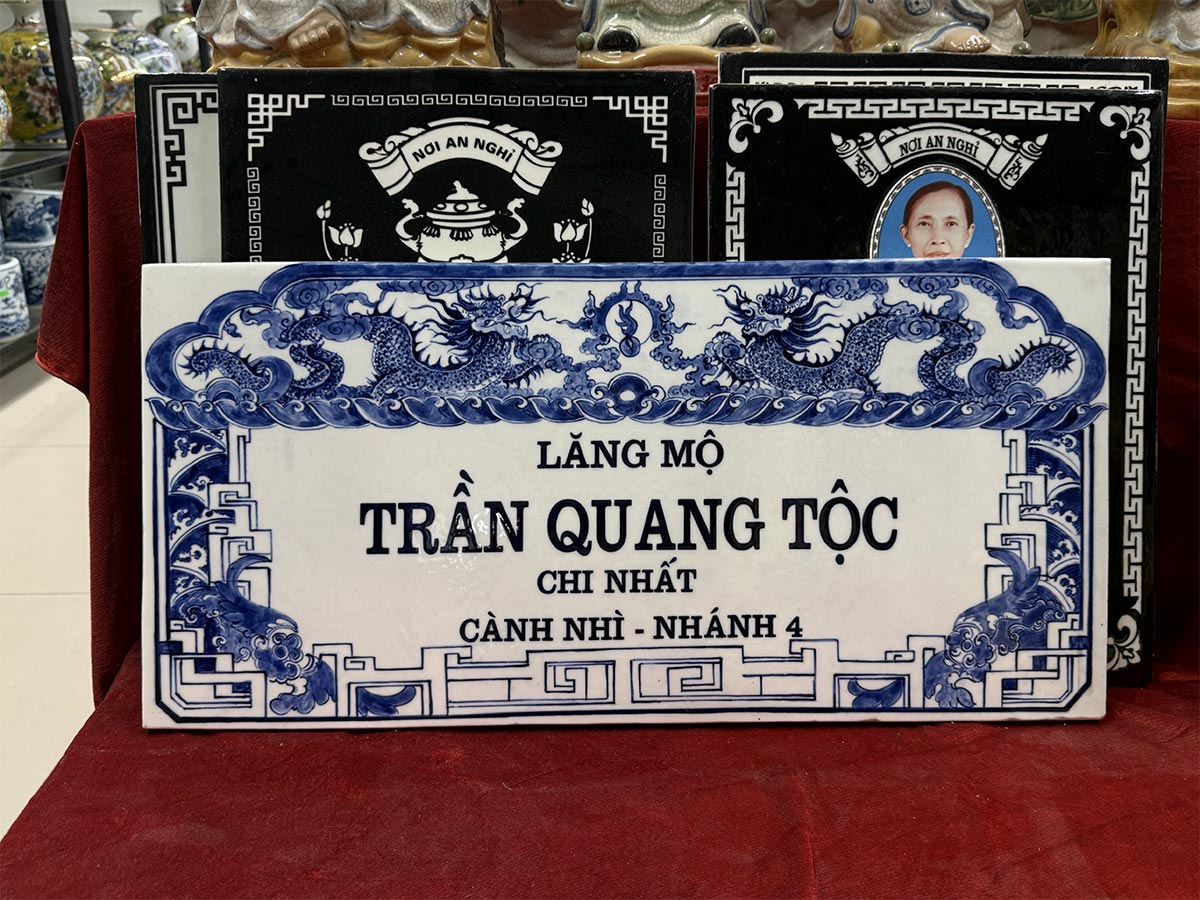 NƠI AN NGHỈ
NƠI AN NGHỈ
LĂNG MỘ
TRẦN QUANG TỘC
CHI NHẤT
CÀNH NHÌ - NHÁNH 4